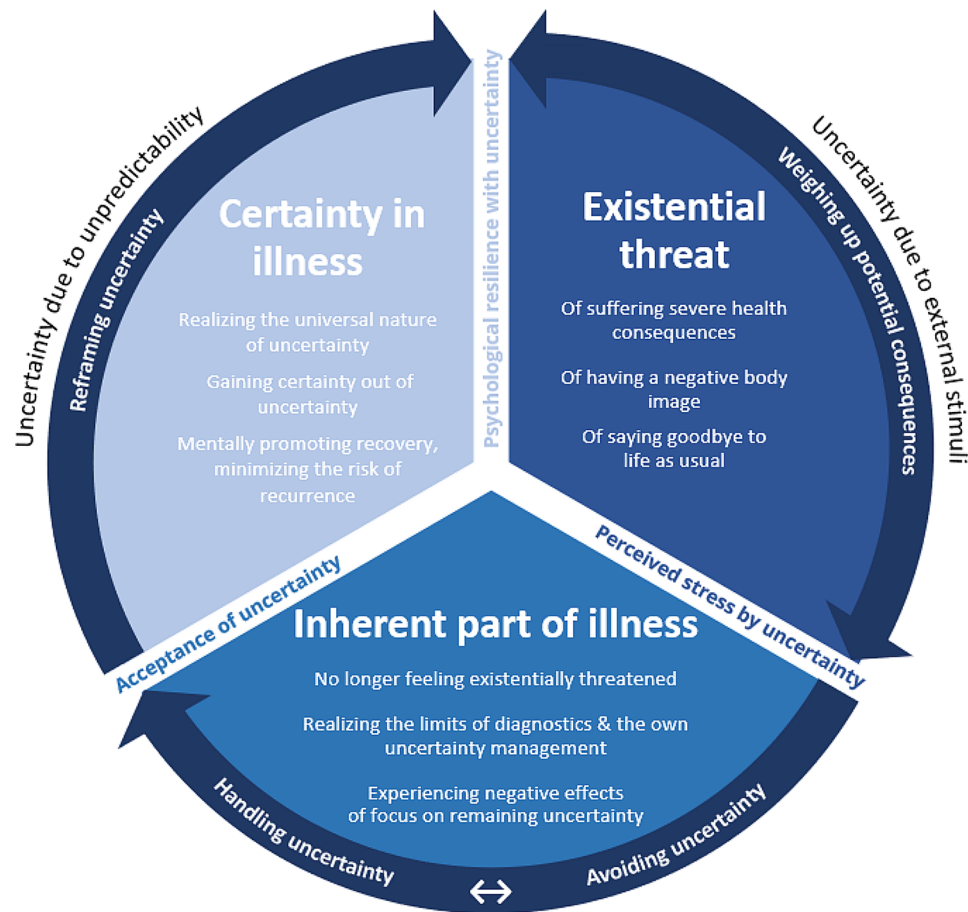 Uncertainty due to unpredictability
Reframing uncertainty
Certainty in
illness
Realizing the universal nature
of uncertainty
Gaining certainty out of
uncertainty
Mentally promoting recovery,
minimizing the risk of
recurrence
Psychological resilience with uncertainty
Existential
threat
Of suffering severe health
consequences
Of having a negative body
image
Of saying goodbye to
life as usual
Weighing up potential consequences
Uncertainty due to external stimuli
Acceptance of uncertainty
Perceived stress by uncertainty
Inherent part of illness
No longer feeling existentially threatened
Realizing the limits of diagnostics & the own
uncertainty management
Experiencing negative effects
of focus on remaining uncertainty
Handling uncertainty
Avoiding uncertainty